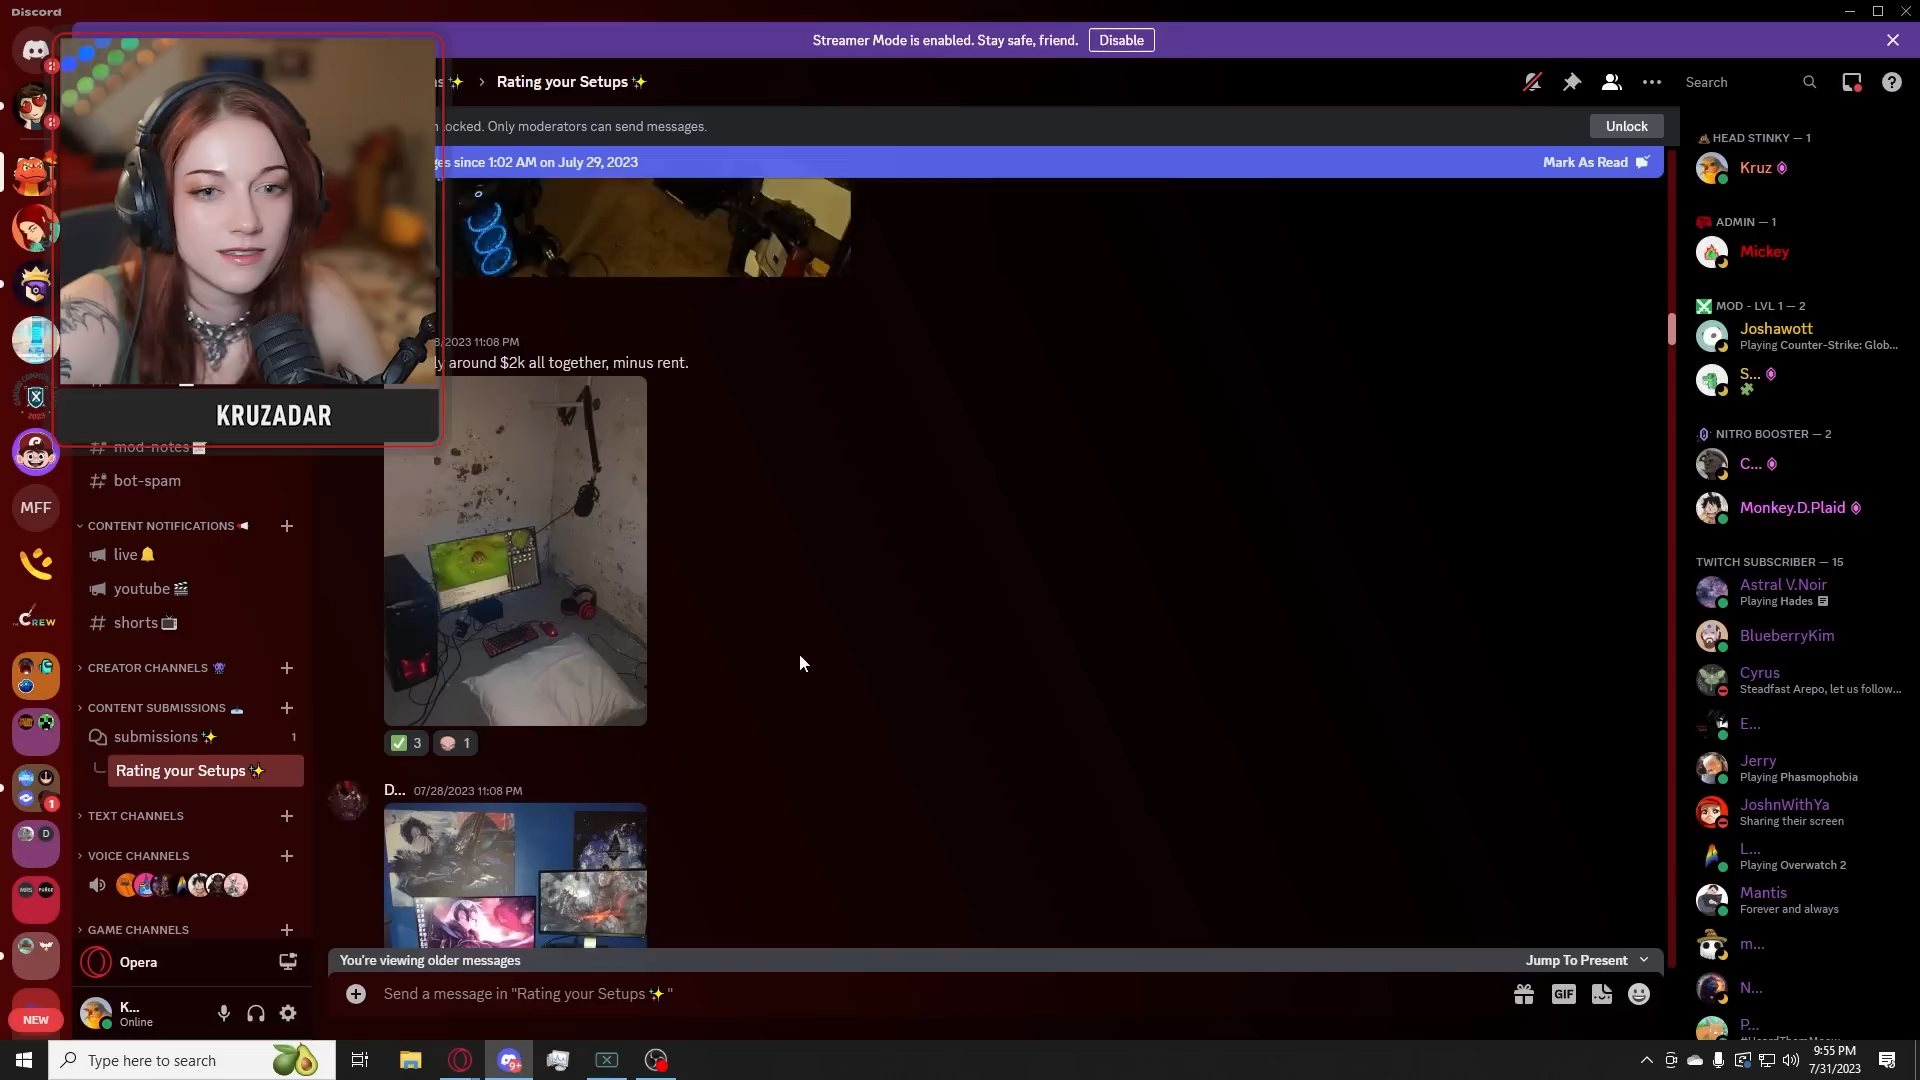 Discord
Streamer Mode is enabled. Stay safe, friend.
Disable
Rating your Setups
Search
ocked. Only moderators can send messages.
Unlock
es since 1:02 AM on July 29, 2023
Mark As Read
11:08 PM
around $2k all together, minus rent.
KRUZADAR
2
2
mod-notes
bot-spam
MFF
CONTENT NOTIFICATIONS
live
youtube
shorts
CREW
CREATOR CHANNELS
CONTENT SUBMISSIONS
submissions
1
Rating your Setups
3
1
D... 07/28/2023 11:08 PM
1
TEXT CHANNELS
VOICE CHANNELS
GAME CHANNELS
Opera
K...
Online
NEW
You're viewing older messages
Jump To Present
Send a message in "Rating your Setups "
GIF
HEAD STINKY — 1
Kruz
ADMIN — 1
Mickey
MOD - LVL 1 — 2
Joshawott
Playing Counter-Strike: Glob...
S...
NITRO BOOSTER — 2
C...
Monkey.D.Plaid
TWITCH SUBSCRIBER — 15
Astral V.Noir
Playing Hades
BlueberryKim
Cyrus
Steadfast Arepo, let us follow...
E...
Jerry
Playing Phasmophobia
JoshnWithYa
Sharing their screen
L...
Playing Overwatch 2
Mantis
Forever and always
m...
N...
P...
Type here to search
9+
9:55 PM
7/31/2023